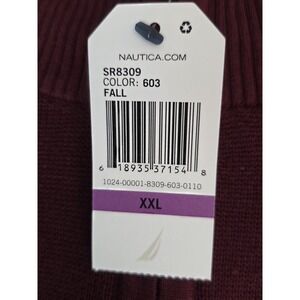 NAUTICA.COM
SR8309
COLOR: 603
FALL
6 18935 37154 8
1024-00001-8309-603-0110
XXL